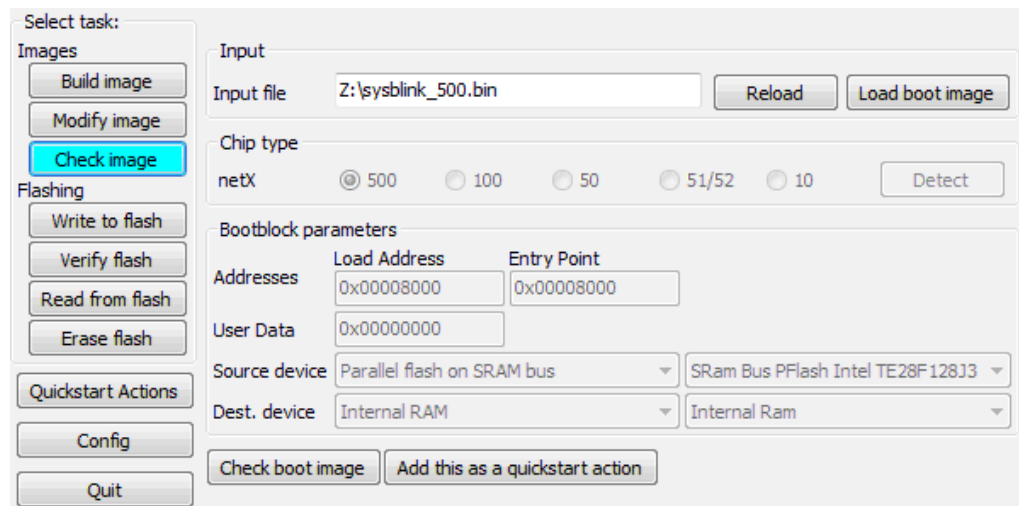 Select task:
Images
Build image
Modify image
Check image
Flashing
Write to flash
Verify flash
Read from flash
Erase flash
Quickstart Actions
Config
Quit
Input
Input file Z:\sysblink_500.bin Reload Load boot image
Chip type
netX 500 100 50 51/52 10 Detect
Bootblock parameters
Load Address Entry Point
Addresses 0x00008000 0x00008000
User Data 0x00000000
Source device Parallel flash on SRAM bus SRam Bus PFlash Intel TE28F128J3
Dest. device Internal RAM Internal Ram
Check boot image Add this as a quickstart action